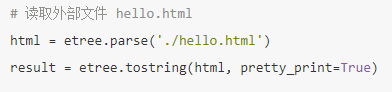 # 读取外部文件 hello.html
html = etree.parse('./hello.html')
result = etree.tostring(html, pretty_print=True)